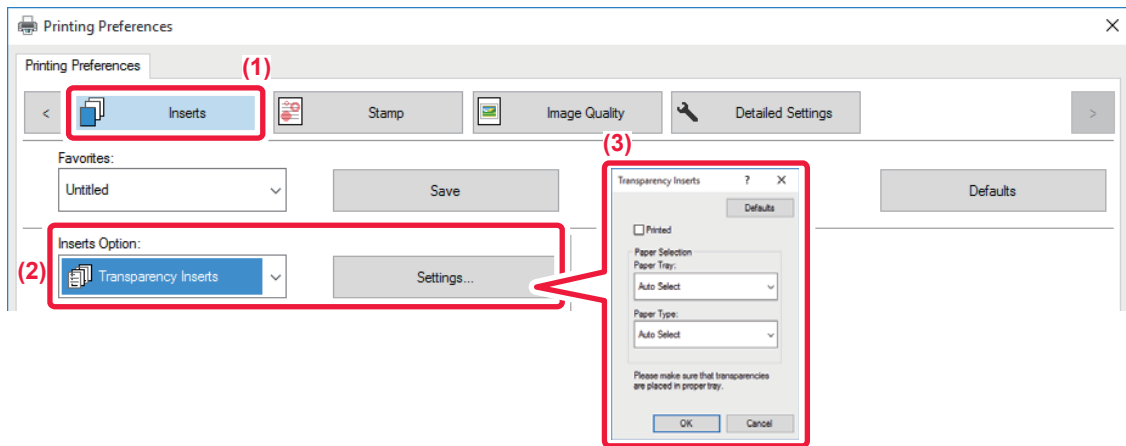 Printing Preferences
Printing Preferences
(1)
< Inserts Stamp Image Quality Detailed Settings >
Favorites:
Untitled Save Defaults
(2)
Inserts Option:
Transparency Inserts Settings...
(3)
Transparency Inserts ?
Defaults
Printed
Paper Selection
Paper Tray:
Auto Select
Paper Type:
Auto Select
Please make sure that transparencies
are placed in proper tray.
OK Cancel